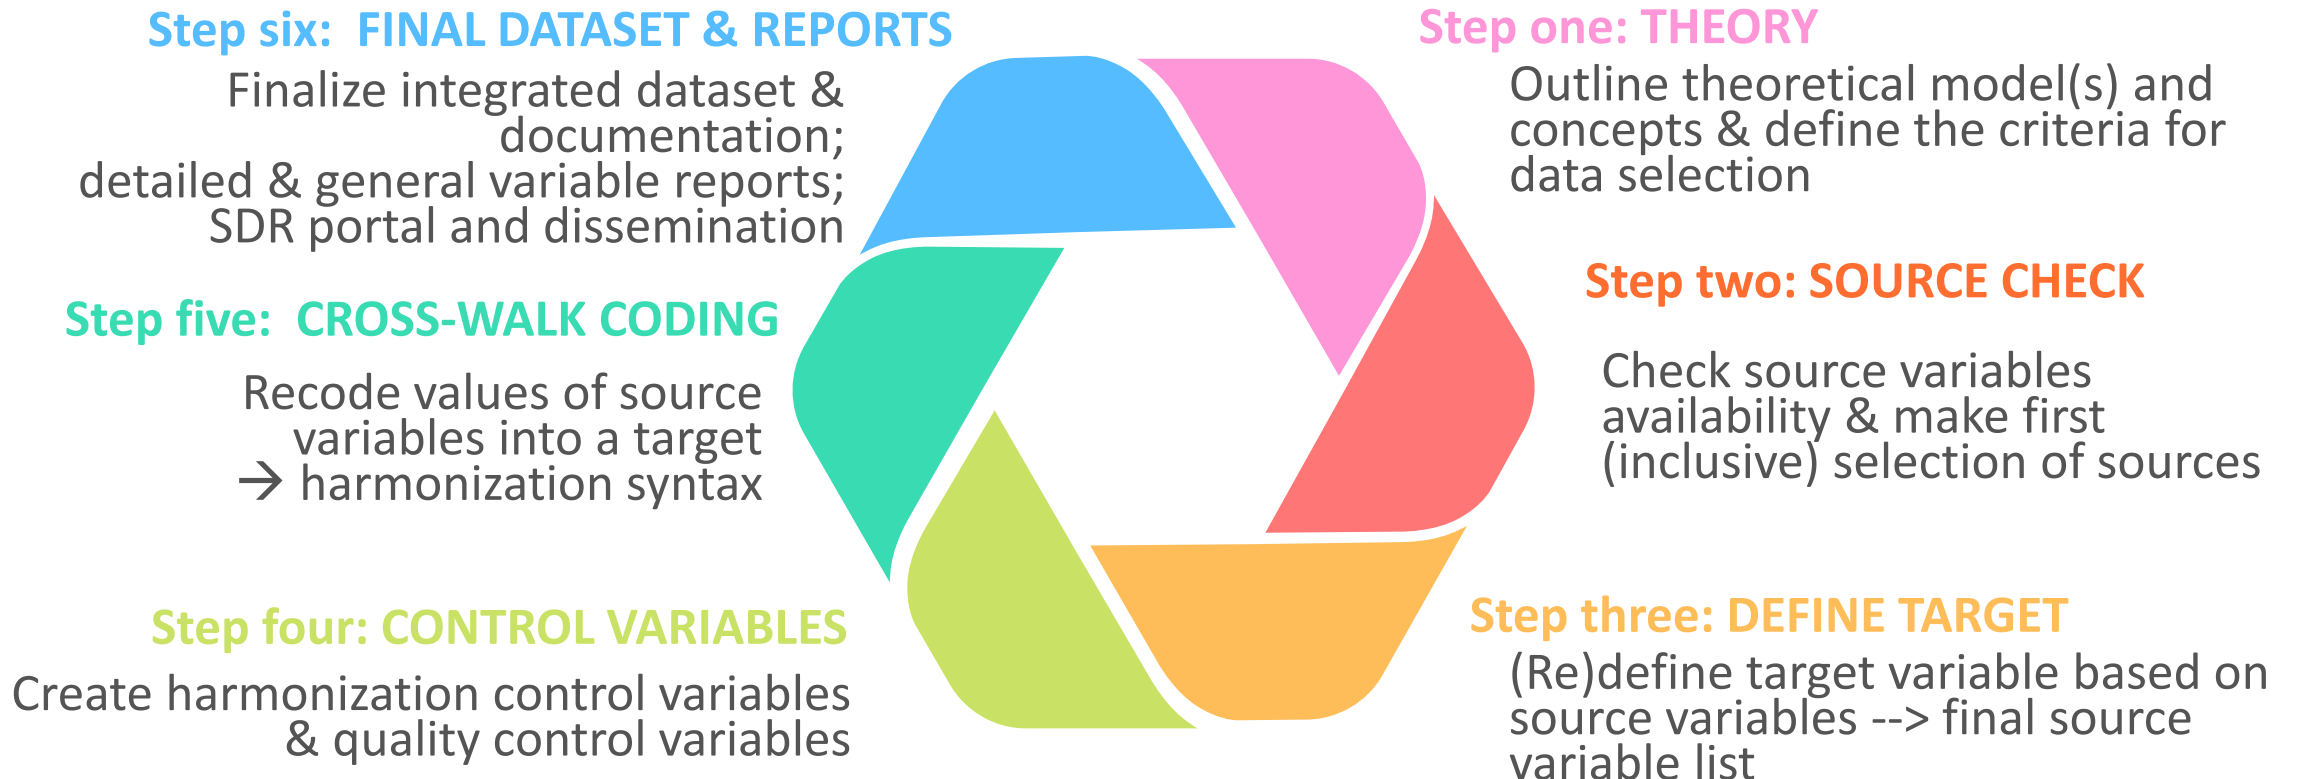 Step six:  FINAL DATASET & REPORTS
Finalize integrated dataset &
documentation;
detailed & general variable reports;
SDR portal and dissemination
Step one: THEORY
Outline theoretical model(s) and
concepts & define the criteria for
data selection
Step two: SOURCE CHECK
Check source variables
availability & make first
(inclusive) selection of sources
Step three: DEFINE TARGET
(Re)define target variable based on
source variables --> final source
variable list
Step four: CONTROL VARIABLES
Create harmonization control variables
& quality control variables
Step five:  CROSS-WALK CODING
Recode values of source
variables into a target
→ harmonization syntax